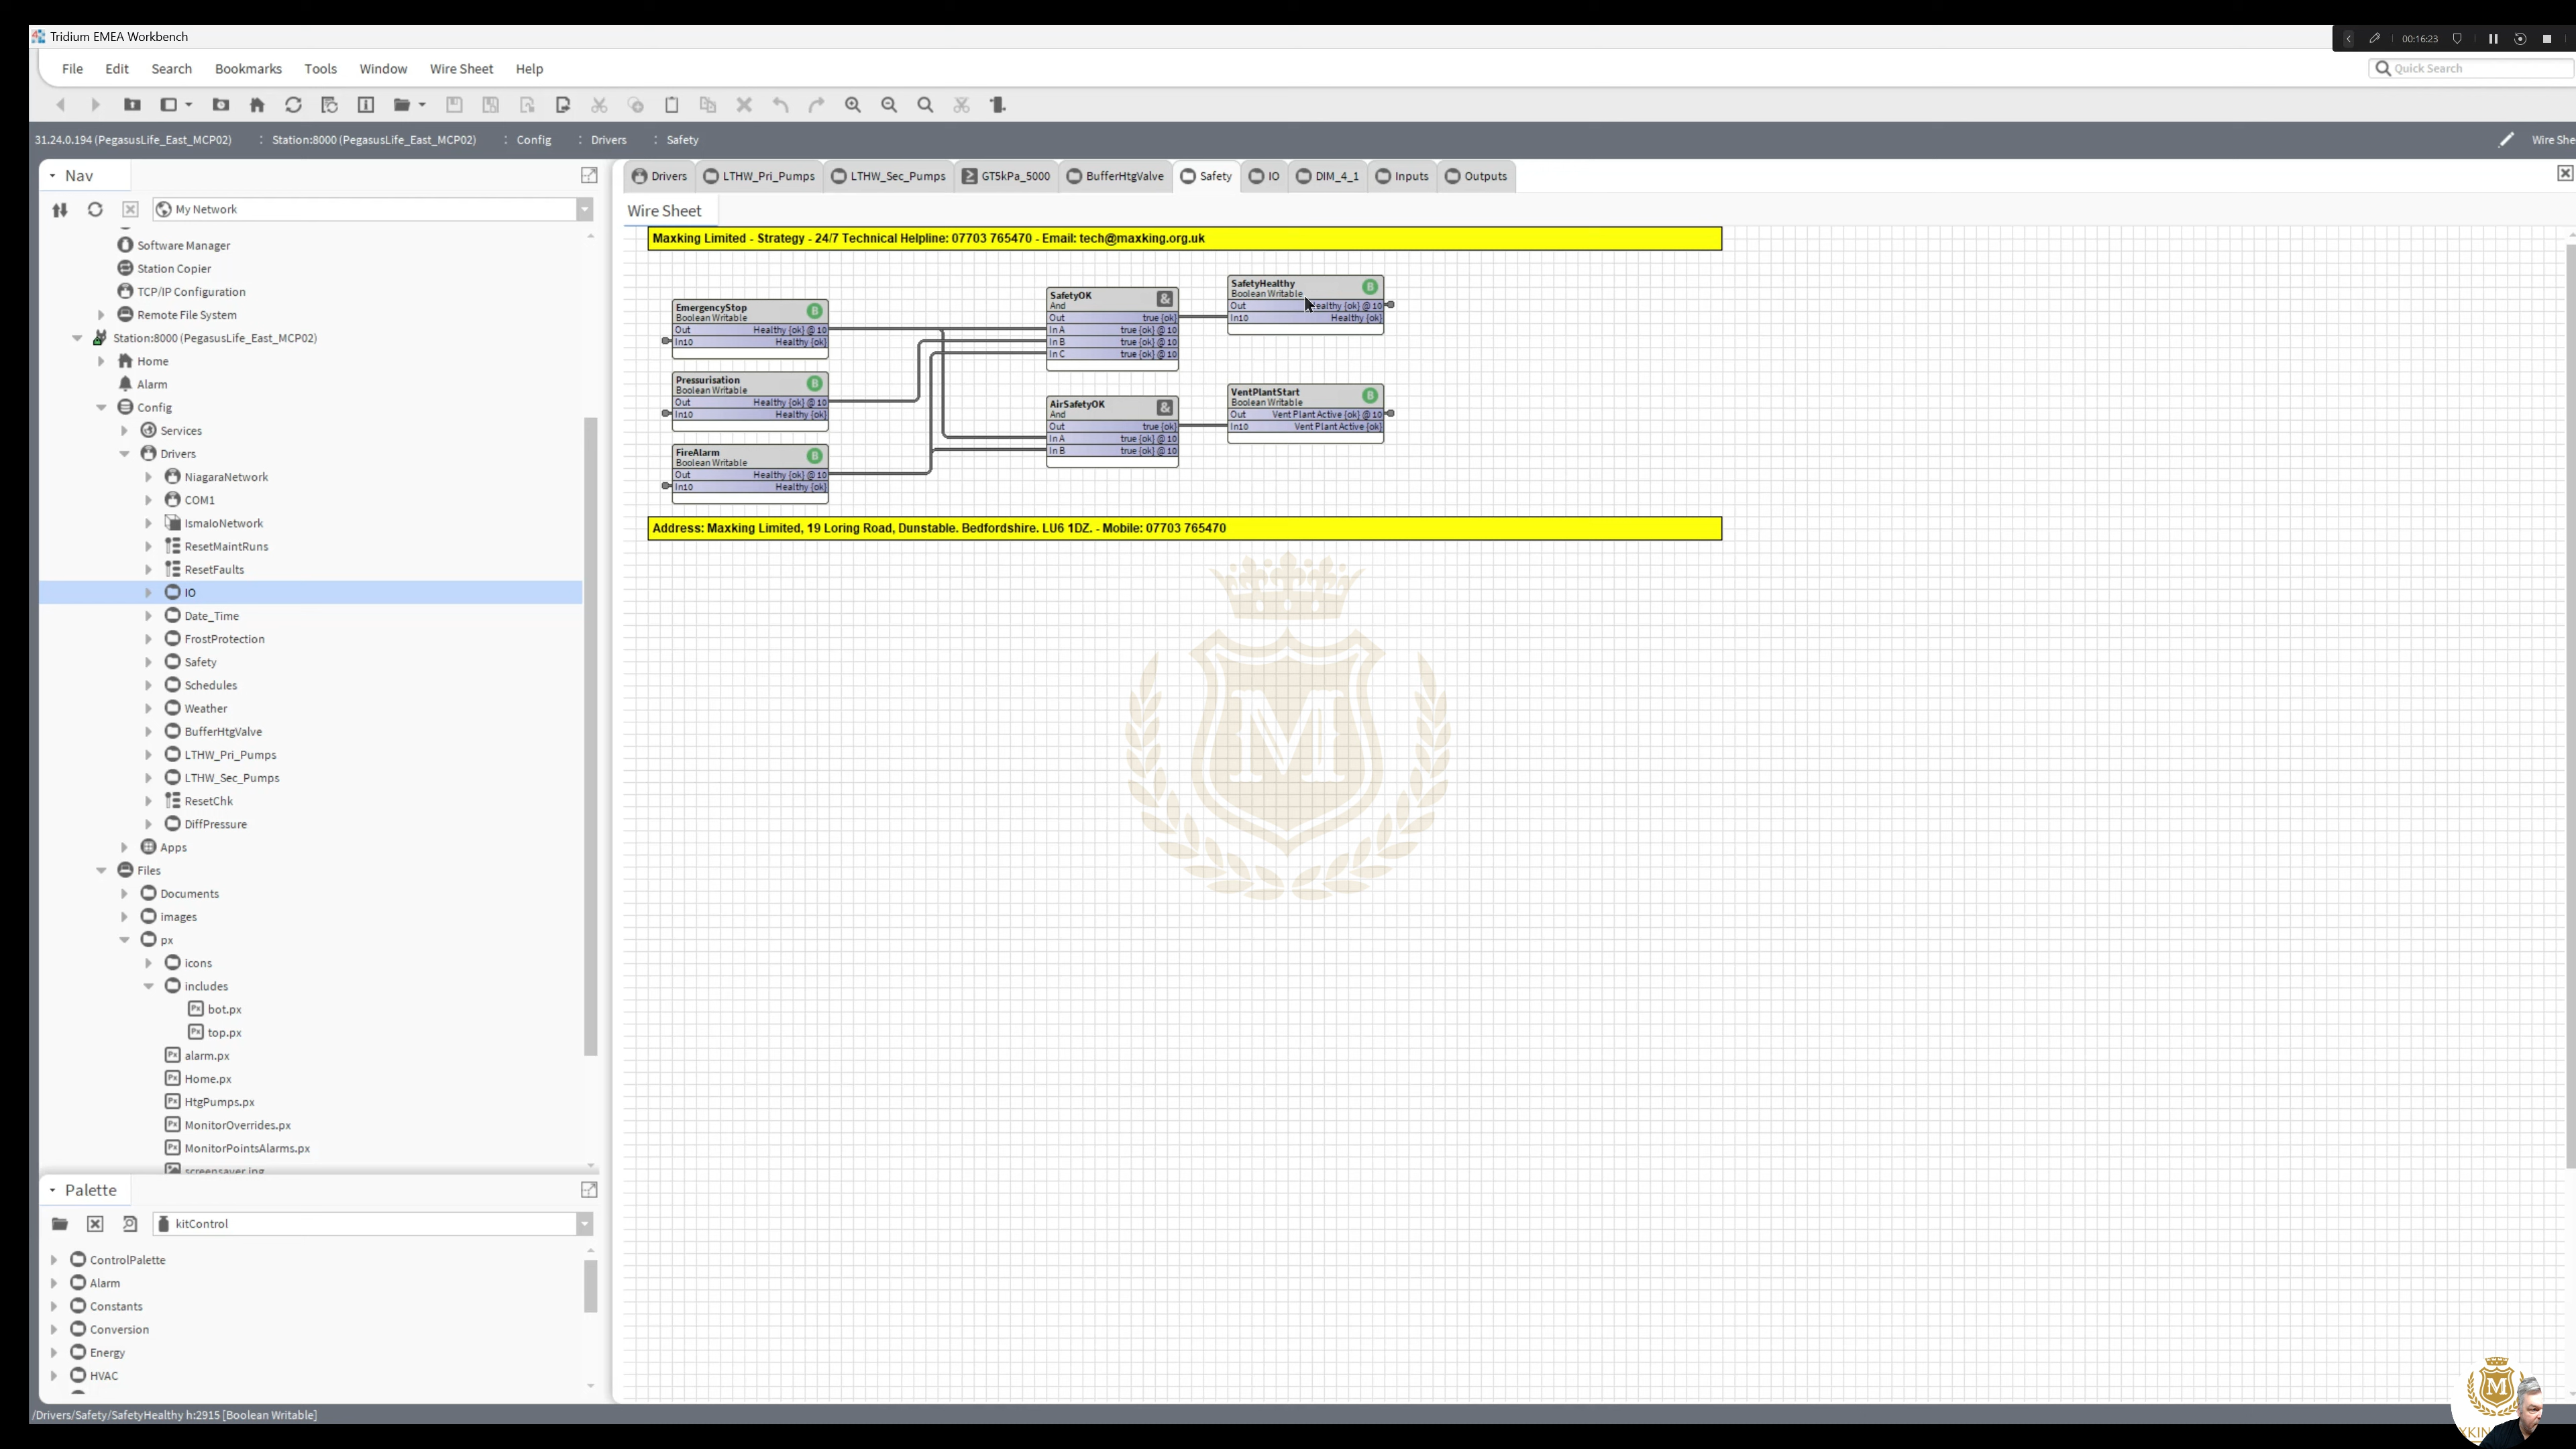 Tridium EMEA Workbench
00:16:23
File Edit Search Bookmarks Tools Window Wire Sheet Help
Quick Search
31.24.0.194 (PegasusLife_East_MCP02) : Station:8000 (PegasusLife_East_MCP02) : Config : Drivers : Safety
Wire She
Nav
My Network
Software Manager
Station Copier
TCP/IP Configuration
Remote File System
Station:8000 (PegasusLife_East_MCP02)
Home
Alarm
Config
Services
Drivers
NiagaraNetwork
COM1
IsmaIoNetwork
ResetMaintRuns
ResetFaults
IO
Date_Time
FrostProtection
Safety
Schedules
Weather
BufferHtgValve
LTHW_Pri_Pumps
LTHW_Sec_Pumps
ResetChk
DiffPressure
Apps
Files
Documents
images
px
icons
includes
bot.px
top.px
alarm.px
Home.px
HtgPumps.px
MonitorOverrides.px
MonitorPointsAlarms.px
screensaver.jpg
Palette
kitControl
ControlPalette
Alarm
Constants
Conversion
Energy
HVAC
Drivers LTHW_Pri_Pumps LTHW_Sec_Pumps GT5kPa_5000 BufferHtgValve Safety IO DIM_4_1 Inputs Outputs
Wire Sheet
Maxking Limited - Strategy - 24/7 Technical Helpline: 07703 765470 - Email: tech@maxking.org.uk
EmergencyStop
Boolean Writable
Out Healthy {ok} @ 10
In10 Healthy {ok}
Pressurisation
Boolean Writable
Out Healthy {ok} @ 10
In10 Healthy {ok}
FireAlarm
Boolean Writable
Out Healthy {ok} @ 10
In10 Healthy {ok}
SafetyOK
And
Out true {ok}
In A true {ok} @ 10
In B true {ok} @ 10
In C true {ok} @ 10
AirSafetyOK
And
Out true {ok}
In A true {ok} @ 10
In B true {ok} @ 10
SafetyHealthy
Boolean Writable
Out ealthy {ok} @ 10
In10 Healthy {ok}
VentPlantStart
Boolean Writable
Out Vent Plant Active {ok} @ 10
In10 Vent Plant Active {ok}
Address: Maxking Limited, 19 Loring Road, Dunstable. Bedfordshire. LU6 1DZ. - Mobile: 07703 765470
M
/Drivers/Safety/SafetyHealthy h:2915 [Boolean Writable]
M
XKIN